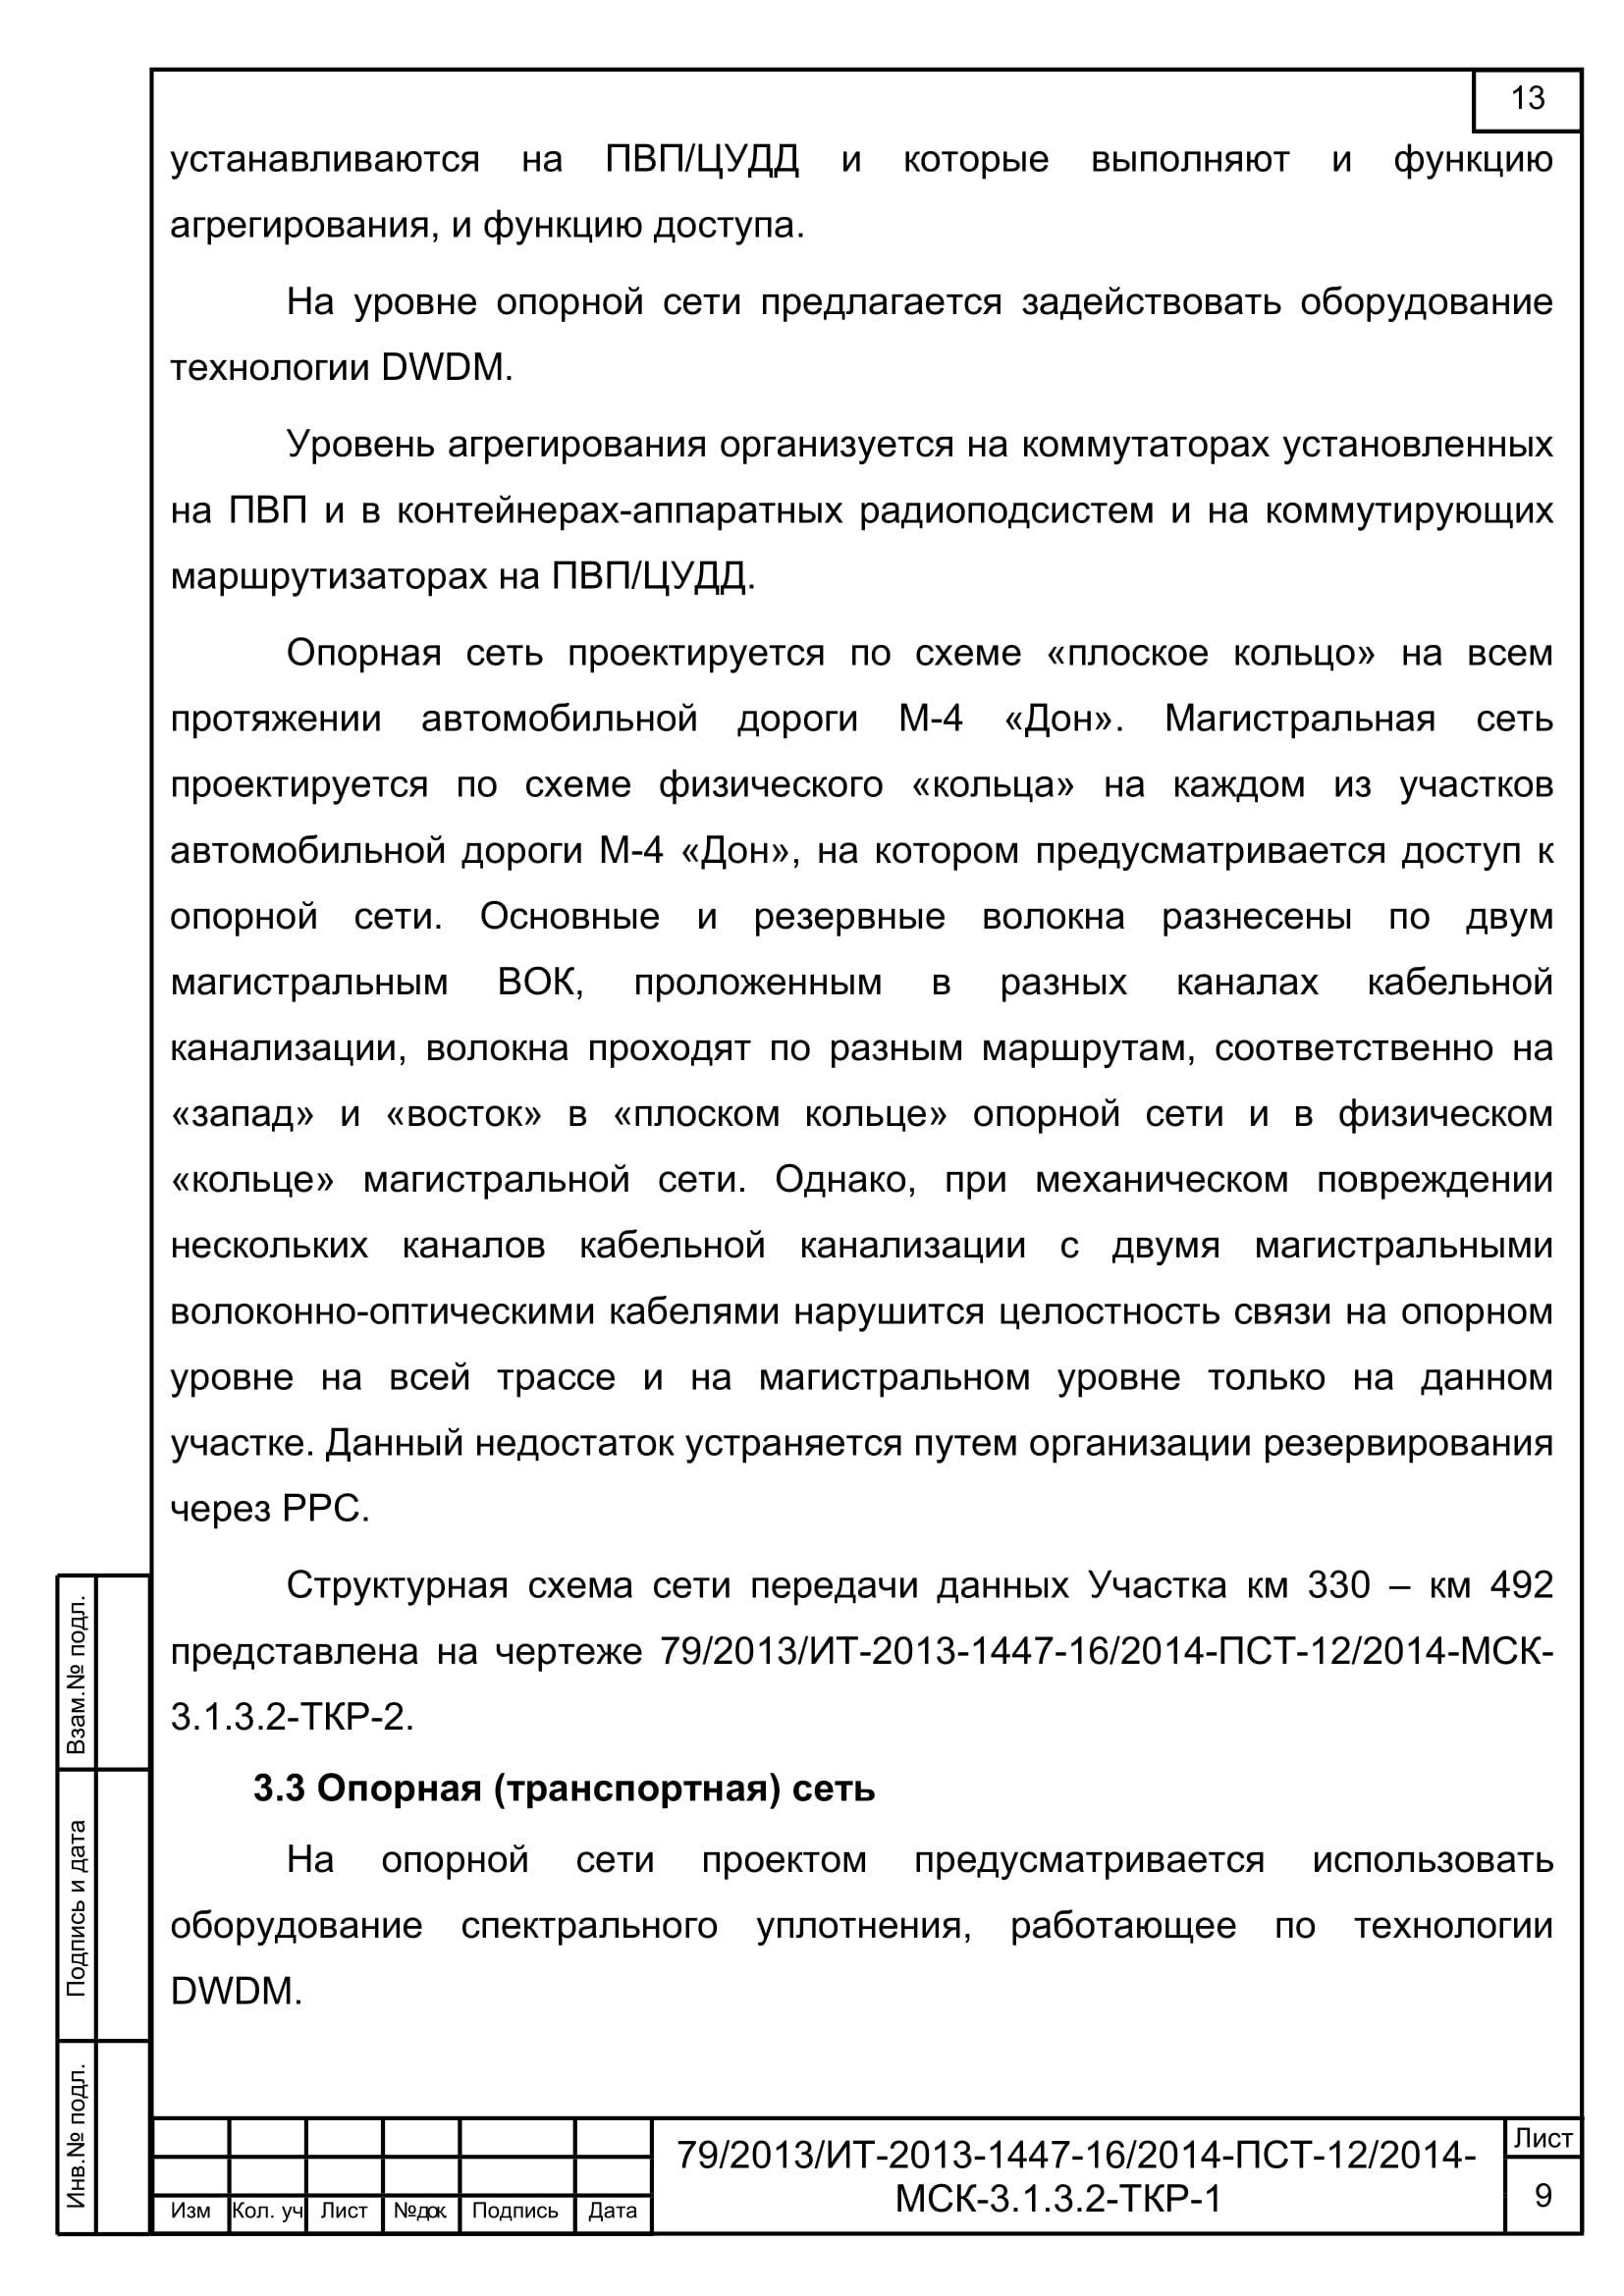 13
устанавливаются на ПВП/ЦУДД и которые выполняют и функцию
агрегирования, и функцию доступа.
На уровне опорной сети предлагается задействовать оборудование
технологии DWDM.
Уровень агрегирования организуется на коммутаторах установленных
на ПВП и в контейнерах-аппаратных радиоподсистем и на коммутирующих
маршрутизаторах на ПВП/ЦУДД.
Опорная сеть проектируется по схеме «плоское кольцо» на всем
протяжении автомобильной дороги М-4 «Дон». Магистральная сеть
проектируется по схеме физического «кольца» на каждом из участков
автомобильной дороги М-4 «Дон», на котором предусматривается доступ к
опорной сети. Основные и резервные волокна разнесены по двум
магистральным ВОК, проложенным в разных каналах кабельной
канализации, волокна проходят по разным маршрутам, соответственно на
«запад» и «восток» в «плоском кольце» опорной сети и в физическом
«кольце» магистральной сети. Однако, при механическом повреждении
нескольких каналов кабельной канализации с двумя магистральными
волоконно-оптическими кабелями нарушится целостность связи на опорном
уровне на всей трассе и на магистральном уровне только на данном
участке. Данный недостаток устраняется путем организации резервирования
через РРС.
Структурная схема сети передачи данных Участка км 330 – км 492
представлена на чертеже 79/2013/ИТ-2013-1447-16/2014-ПСТ-12/2014-МСК-
3.1.3.2-ТКР-2.
3.3 Опорная (транспортная) сеть
На опорной сети проектом предусматривается использовать
оборудование спектрального уплотнения, работающее по технологии
DWDM.
Взам.№ подл.
Подпись и дата
Инв.№ подл.
Изм Кол. уч Лист №док. Подпись Дата
79/2013/ИТ-2013-1447-16/2014-ПСТ-12/2014-
МСК-3.1.3.2-ТКР-1
Лист
9